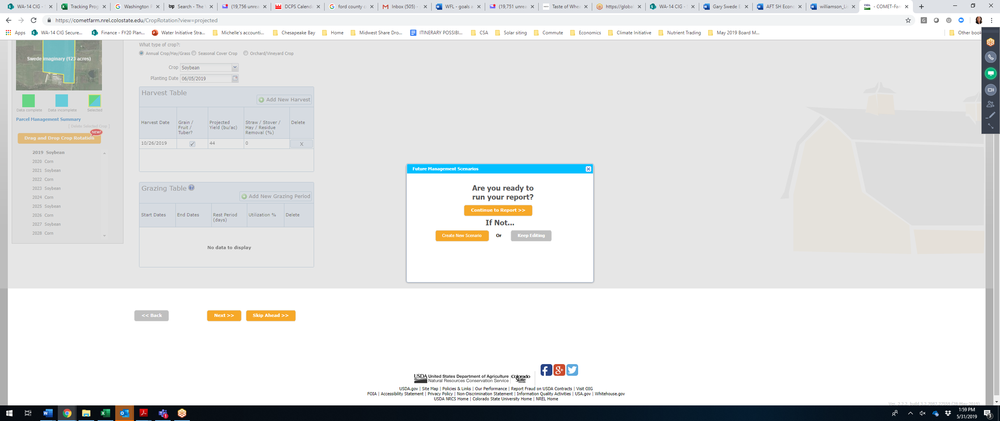 WA-14 CIG - S
Tracking Prog
Washington P
Search - The W
(19,756 unrea
DCPS Calenda
ford county c
Inbox (505) -
WFL - goals a
(19,751 unrea
Taste of Whea
https://global
WA-14 CIG - S
Gary Swede E
AFT SH Econo
williamson_Lis
- COMET-Far
https://cometfarm.nrel.colostate.edu/CropRotation?view=projected
Apps
WA-14 CIG Secure...
Finance - FY20 Plan...
Water Initiative Stra...
Michelle's accounti...
Chesapeake Bay
Home
Midwest Share Dro...
ITINERARY POSSIBI...
CSA
Solar siting
Commute
Economics
Climate Initiative
Nutrient Trading
May 2019 Board M...
Other book
Swede imaginary (123 acres)
Data complete
Data incomplete
Selected
Parcel Management Summary
[ Delete Selected Crop ]
NEW!
Drag and Drop Crop Rotation
2019 Soybean
2020 Corn
2021 Soybean
2022 Corn
2023 Soybean
2024 Corn
2025 Soybean
2026 Corn
2027 Soybean
2028 Corn
What type of crop?:
Annual Crop/Hay/Grass
Seasonal Cover Crop
Orchard/Vineyard Crop
Crop Soybean
Planting Date 06/05/2019
Harvest Table
Add New Harvest
Harvest Date
Grain /
Fruit /
Tuber?
Projected
Yield (bu/ac)
Straw / Stover /
Hay / Residue
Removal (%)
Delete
10/26/2019 44 0 X
Grazing Table
Add New Grazing Period
Start Dates
End Dates
Rest Period
(days)
Utilization %
Delete
No data to display
Future Management Scenarios
Are you ready to
run your report?
Continue to Report >>
If Not...
Create New Scenario Or Keep Editing
<< Back
Next >>
Skip Ahead >>
USDA United States Department of Agriculture
Natural Resources Conservation Service
Colorado
State
University
USDA.gov | Site Map | Policies & Links | Our Performance | Report Fraud on USDA Contracts | Visit OIG
FOIA | Accessibility Statement | Privacy Policy | Non-Discrimination Statement | Information Quality Activities | USA.gov | Whitehouse.gov
USDA NRCS Home | Colorado State University Home | NREL Home
Ver. 2.2.2, build 3.2.7087.27559 (28-May-2019)
1:59 PM
5/31/2019